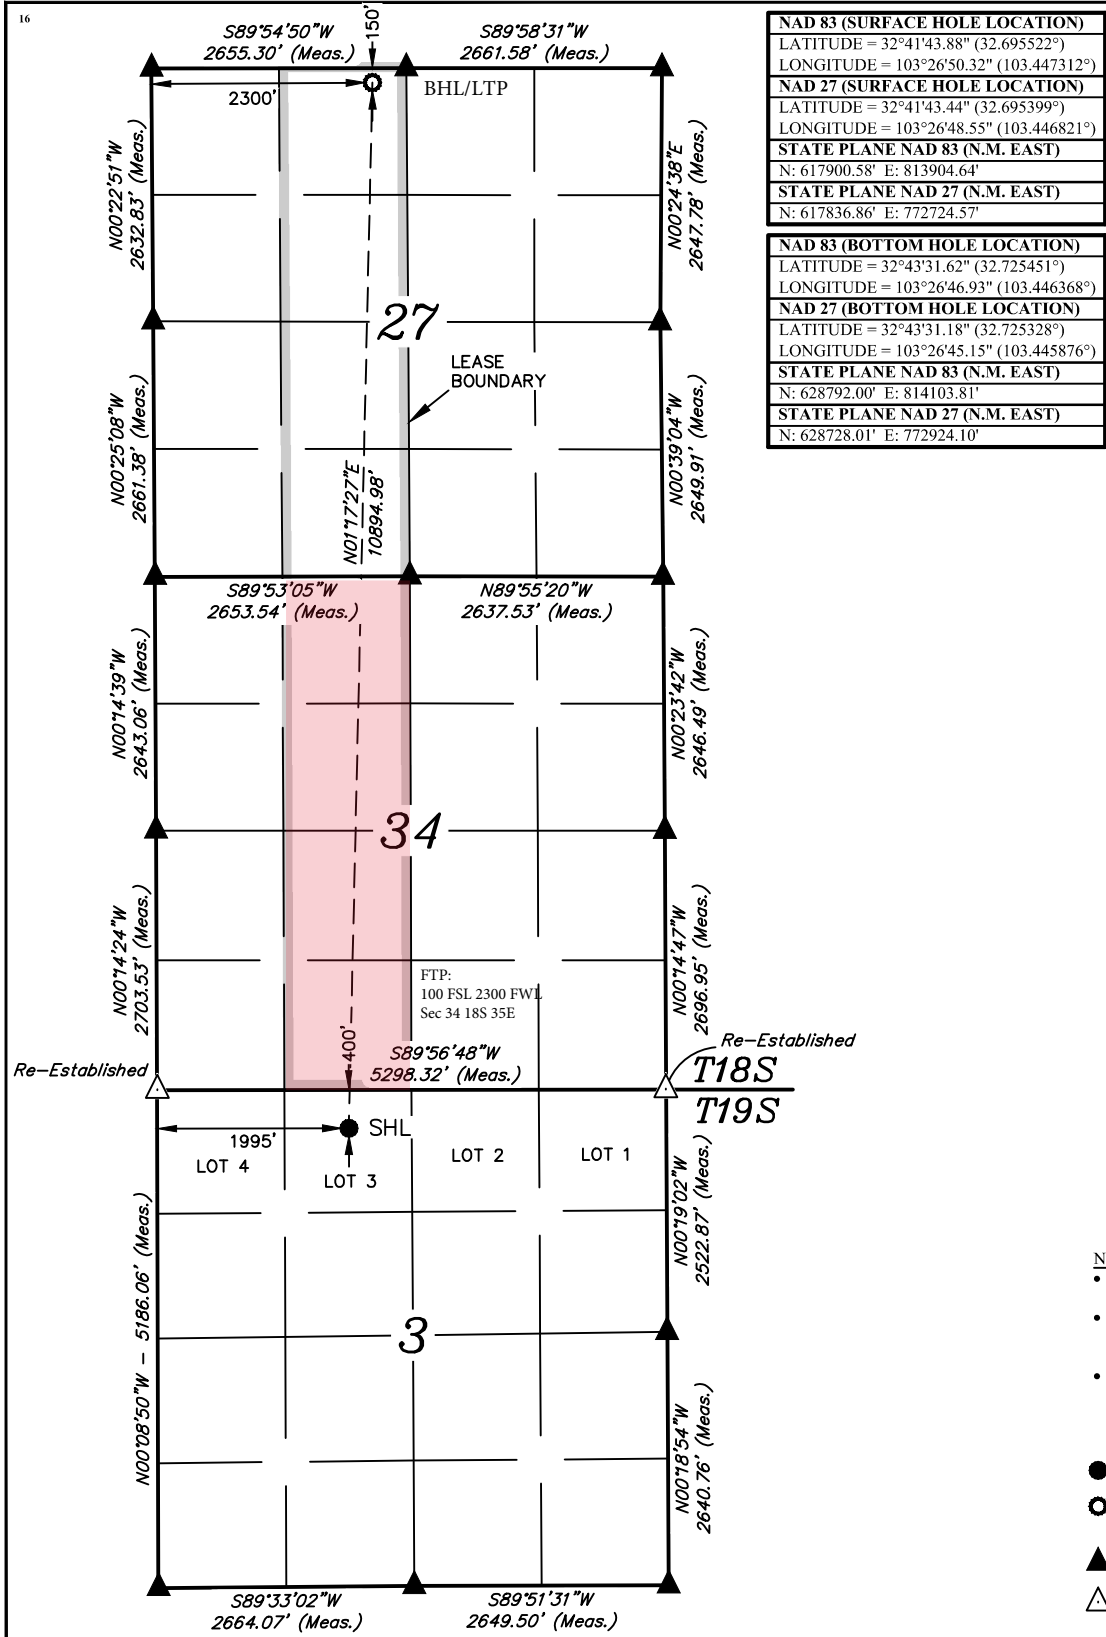 16
S89°54'50"W
2655.30' (Meas.)
150'
S89°58'31"W
2661.58' (Meas.)
2300'
BHL/LTP
N00°22'51"W
2632.83' (Meas.)
N00°24'38"E
2647.78' (Meas.)
27
LEASE
BOUNDARY
N00°25'08"W
2661.38' (Meas.)
N01°17'27"E
10894.98'
N00°39'04"W
2649.91' (Meas.)
S89°53'05"W
2653.54' (Meas.)
N89°55'20"W
2637.53' (Meas.)
N00°14'39"W
2643.06' (Meas.)
N00°23'42"W
2646.49' (Meas.)
34
N00°14'24"W
2703.53' (Meas.)
FTP:
100 FSL 2300 FWL
Sec 34 18S 35E
N00°14'47"W
2696.95' (Meas.)
400'
S89°56'48"W
5298.32' (Meas.)
Re-Established
Re-Established
T18S
T19S
1995'
SHL
LOT 4
LOT 3
LOT 2
LOT 1
N00°19'02"W
2522.87' (Meas.)
N00°08'50"W - 5186.06' (Meas.)
3
N00°18'54"W
2640.76' (Meas.)
S89°33'02"W
2664.07' (Meas.)
S89°51'31"W
2649.50' (Meas.)
NAD 83 (SURFACE HOLE LOCATION)
LATITUDE = 32°41'43.88" (32.695522°)
LONGITUDE = 103°26'50.32" (103.447312°)
NAD 27 (SURFACE HOLE LOCATION)
LATITUDE = 32°41'43.44" (32.695399°)
LONGITUDE = 103°26'48.55" (103.446821°)
STATE PLANE NAD 83 (N.M. EAST)
N: 617900.58' E: 813904.64'
STATE PLANE NAD 27 (N.M. EAST)
N: 617836.86' E: 772724.57'
NAD 83 (BOTTOM HOLE LOCATION)
LATITUDE = 32°43'31.62" (32.725451°)
LONGITUDE = 103°26'46.93" (103.446368°)
NAD 27 (BOTTOM HOLE LOCATION)
LATITUDE = 32°43'31.18" (32.725328°)
LONGITUDE = 103°26'45.15" (103.445876°)
STATE PLANE NAD 83 (N.M. EAST)
N: 628792.00' E: 814103.81'
STATE PLANE NAD 27 (N.M. EAST)
N: 628728.01' E: 772924.10'